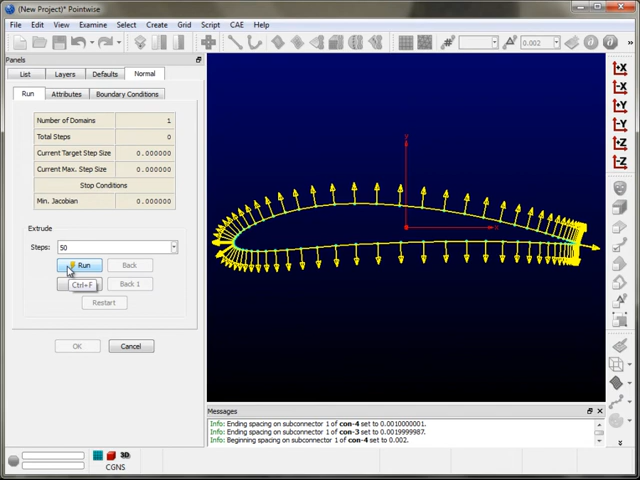 (New Project)* Pointwise
File Edit View Examine Select Create Grid Script CAE Help
0.002
Panels
List Layers Defaults Normal
Run Attributes Boundary Conditions
Number of Domains 1
Total Steps 0
Current Target Step Size 0.000000
Current Max. Step Size 0.000000
Stop Conditions
Min. Jacobian 0.000000
Extrude
Steps: 50
Run Back
Ctrl+F Back 1
Restart
OK Cancel
y
x
+X
-X
+Y
-Y
+Z
-Z
Messages
Info: Ending spacing on subconnector 1 of con-4 set to 0.0010000001.
Info: Ending spacing on subconnector 1 of con-3 set to 0.0019999987.
Info: Beginning spacing on subconnector 1 of con-4 set to 0.002.
3D
CGNS